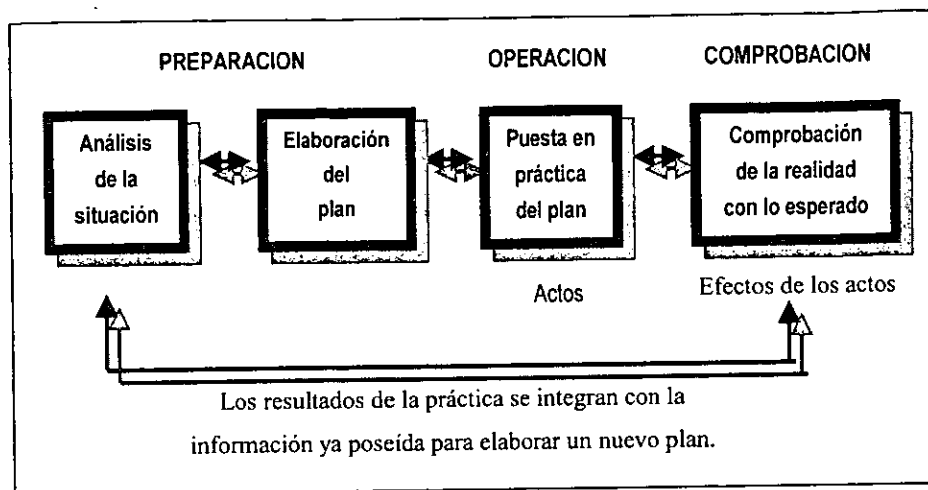 PREPARACION
OPERACION
COMPROBACION
Análisis
de la
situación
Elaboración
del
plan
Puesta en
práctica
del plan
Comprobación
de la realidad
con lo esperado
Actos
Efectos de los actos
Los resultados de la práctica se integran con la
información ya poseída para elaborar un nuevo plan.